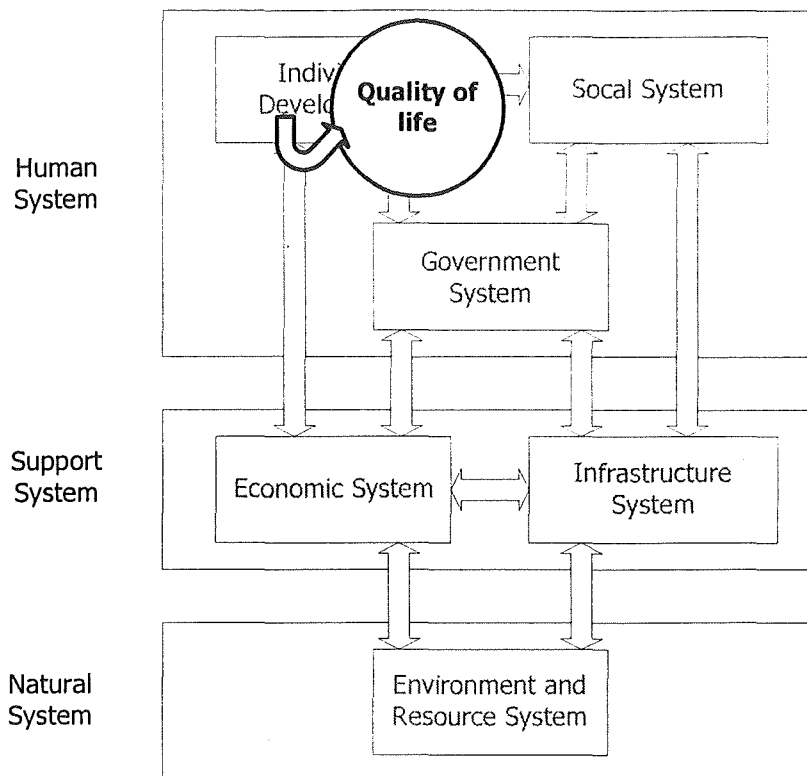 Quality of
life
Socal System
Human
System
Government
System
Support
System
Economic System
Infrastructure
System
Natural
System
Environment and
Resource System